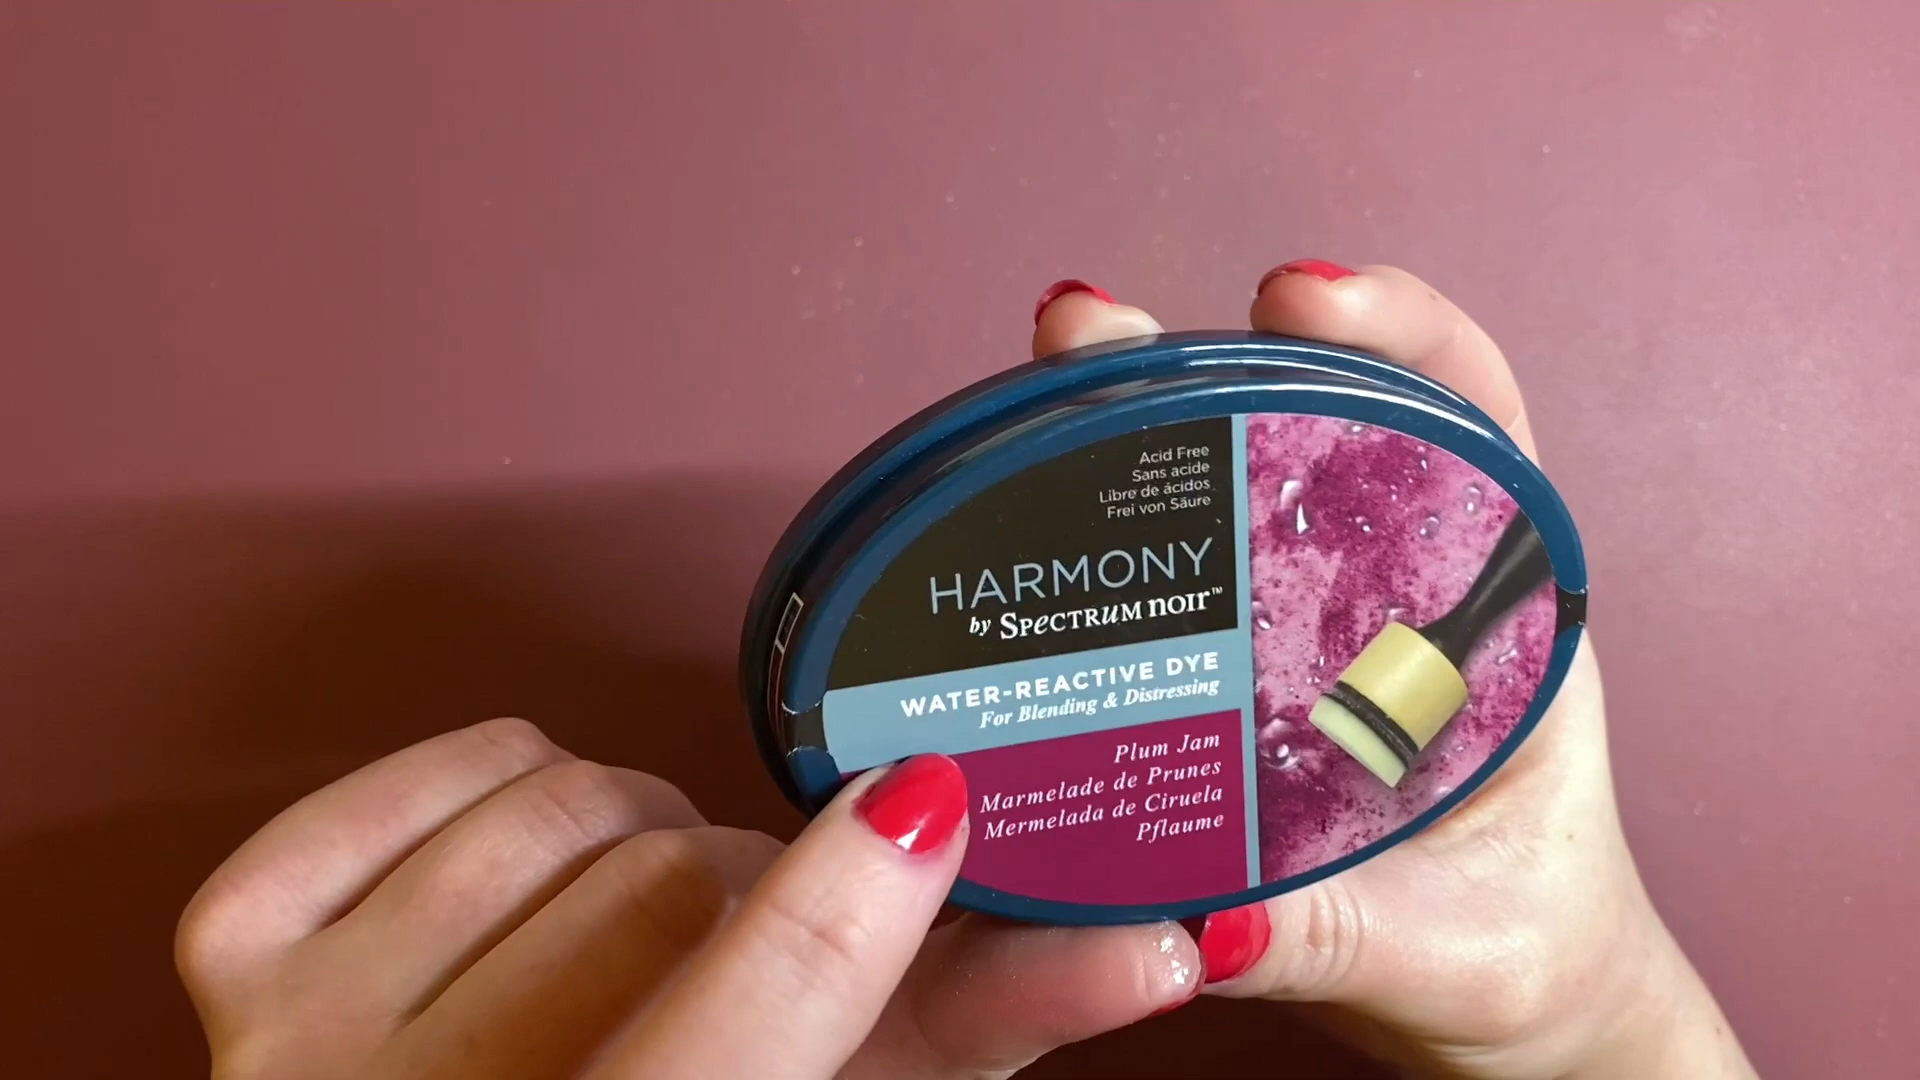 Acid Free
Sans acide
Libre de ácidos
Frei von Säure
HARMONY
by SPeCTRuM noir™
WATER-REACTIVE DYE
For Blending & Distressing
Plum Jam
Marmelade de Prunes
Mermelada de Ciruela
Pflaume